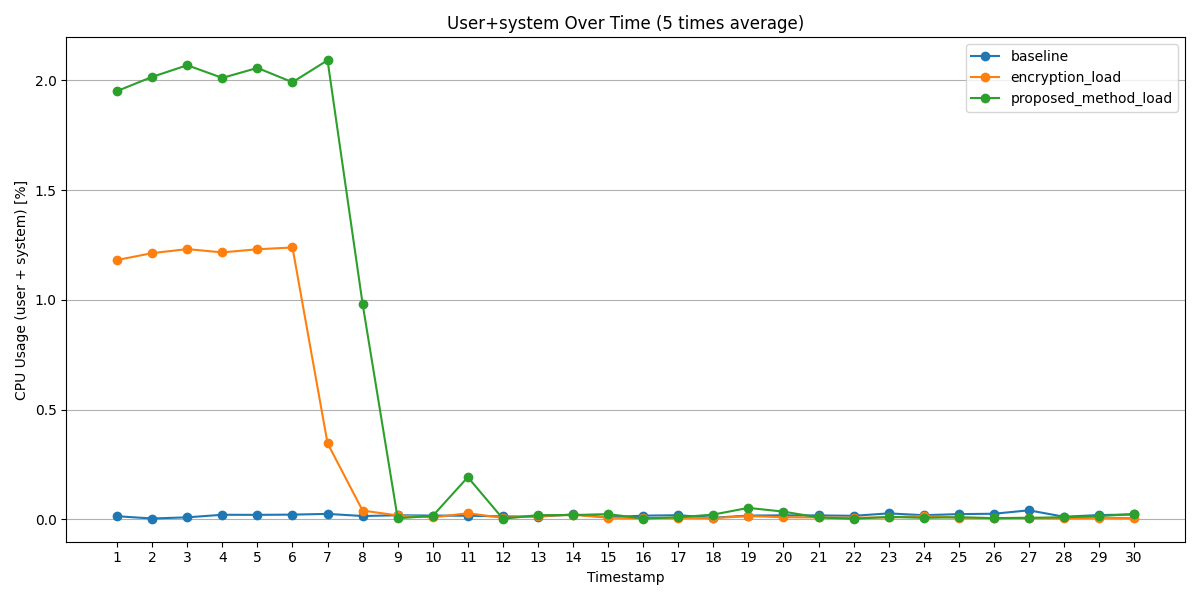 User+system Over Time (5 times average)
baseline
encryption_load
proposed_method_load
CPU Usage (user + system) [%]
2.0
1.5
1.0
0.5
0.0
1 2 3 4 5 6 7 8 9 10 11 12 13 14 15 16 17 18 19 20 21 22 23 24 25 26 27 28 29 30
Timestamp